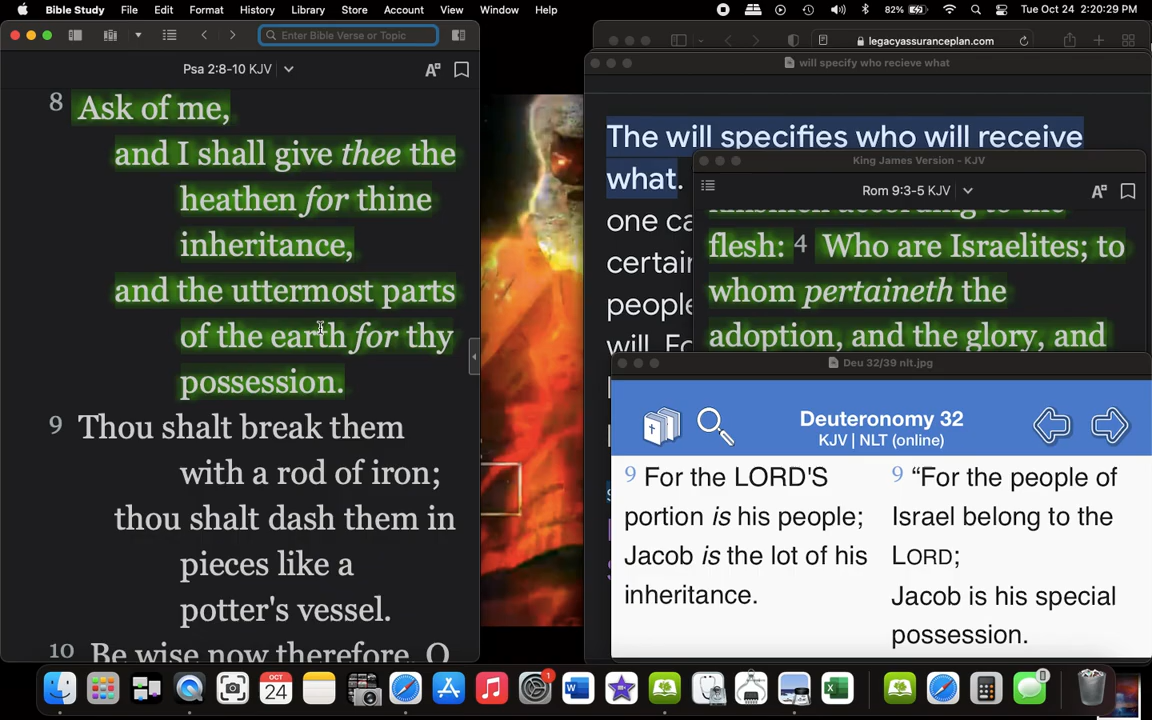 Bible Study File Edit Format History Library Store Account View Window Help 82% Tue Oct 24 2:20:29 PM
Enter Bible Verse or Topic
Psa 2:8-10 KJV
8 Ask of me,
and I shall give thee the
heathen for thine
inheritance,
and the uttermost parts
of the earth for thy
possession.
9 Thou shalt break them
with a rod of iron;
thou shalt dash them in
pieces like a
potter's vessel.
10 Be wise now therefore, O
legacyassuranceplan.com
will specify who recieve what
The will specifies who will receive
what.
one ca
certain
people
will. Fo
King James Version - KJV
Rom 9:3-5 KJV
kinsmen according to the
flesh: 4 Who are Israelites; to
whom pertaineth the
adoption, and the glory, and
Deu 32/39 nlt.jpg
Deuteronomy 32
KJV | NLT (online)
9 For the LORD'S
portion is his people;
Jacob is the lot of his
inheritance.
9 “For the people of
Israel belong to the
LORD;
Jacob is his special
possession.
OCT
24
1